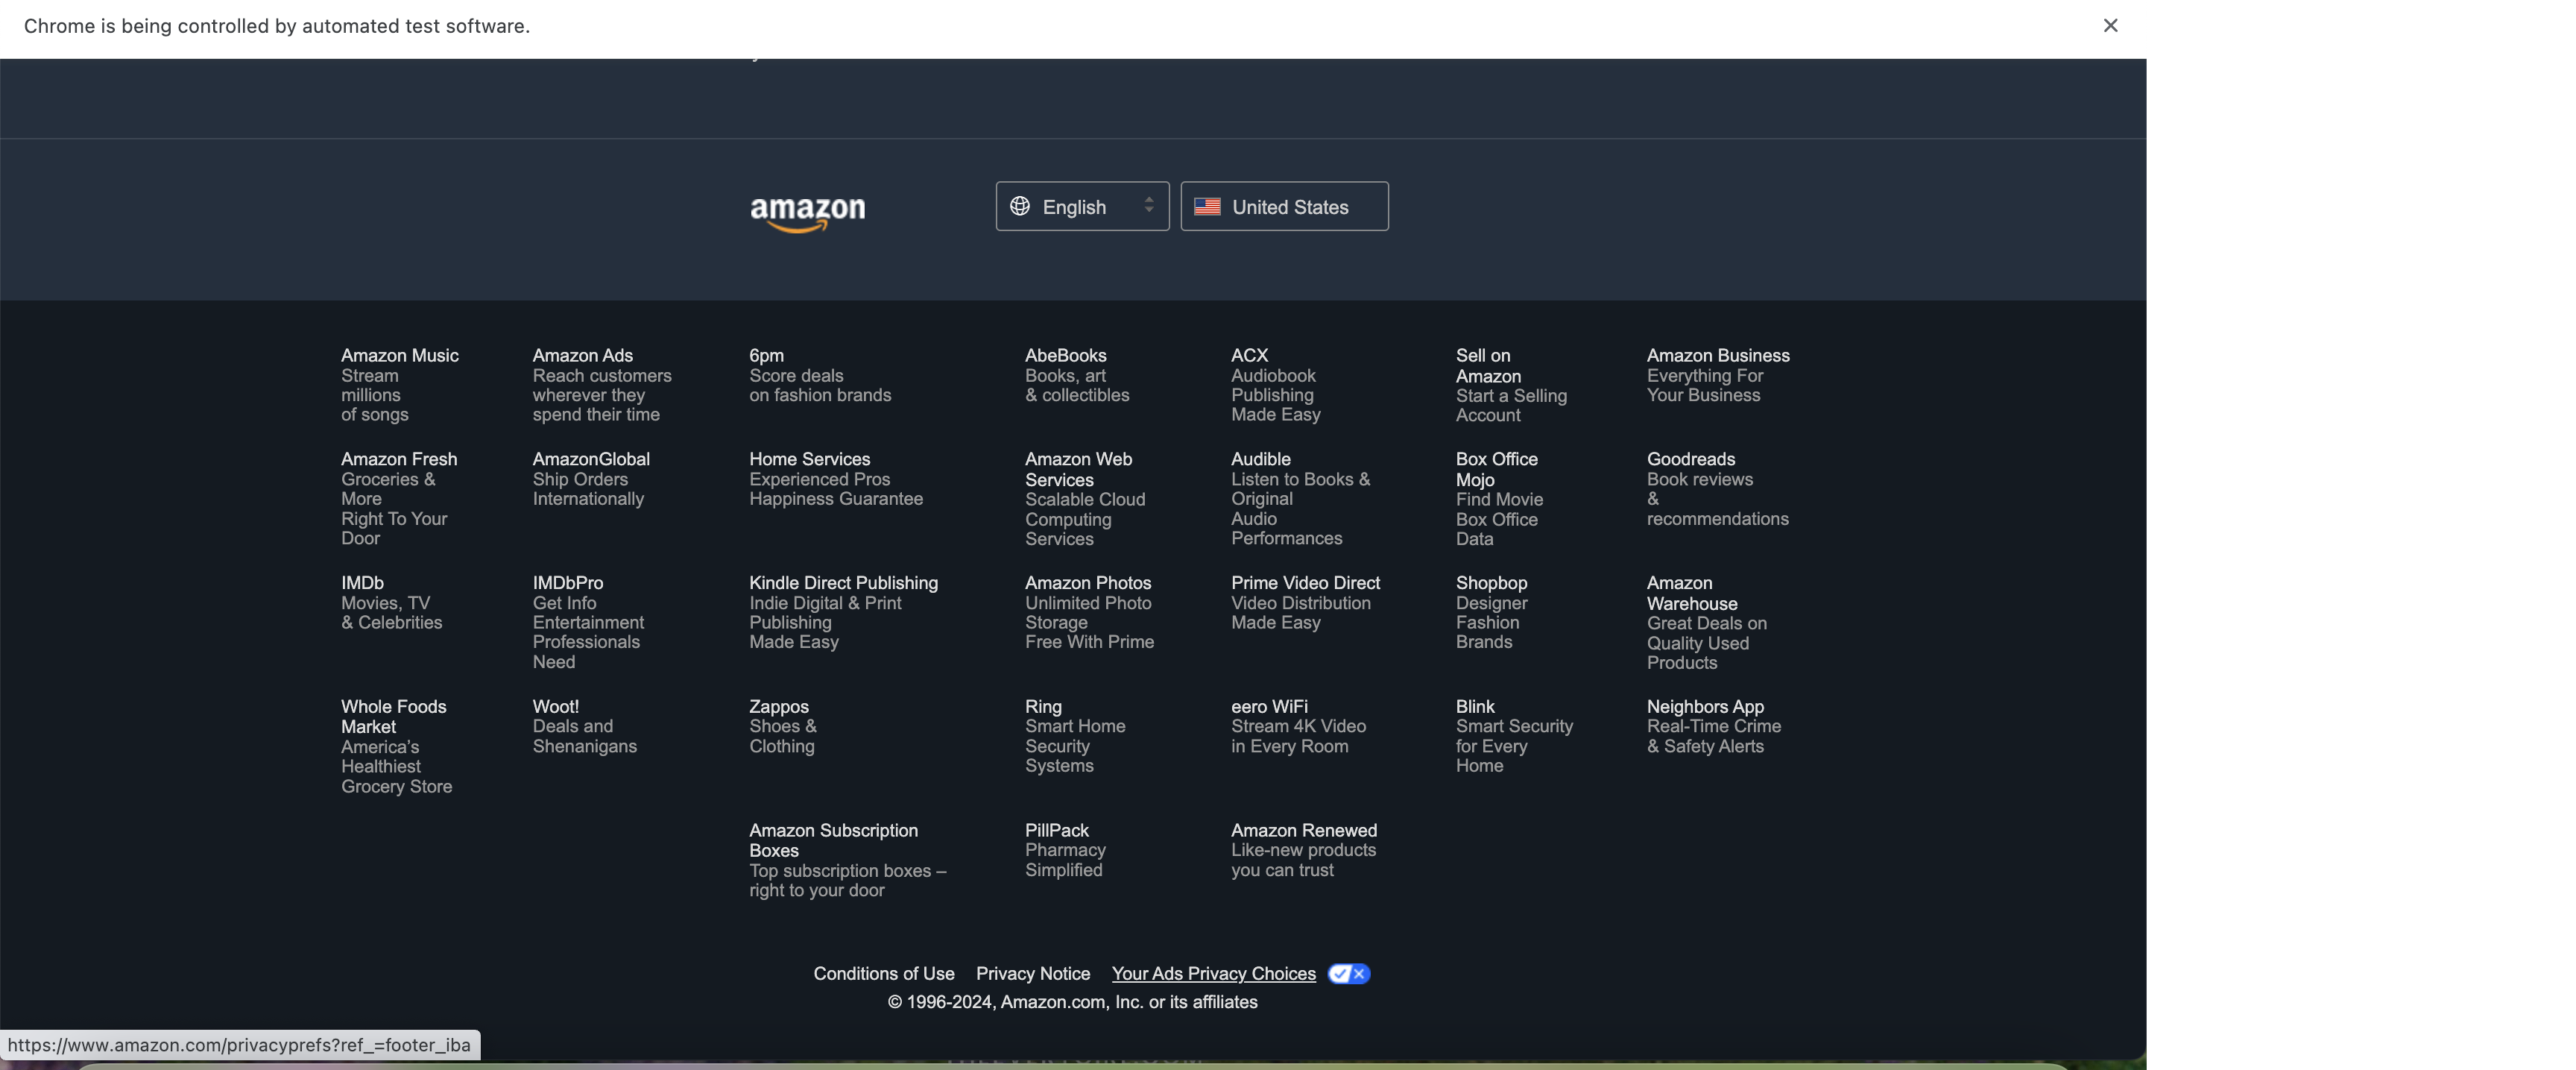 Chrome is being controlled by automated test software.
amazon
English
United States
Amazon Music
Stream
millions
of songs
Amazon Ads
Reach customers
wherever they
spend their time
6pm
Score deals
on fashion brands
AbeBooks
Books, art
& collectibles
ACX
Audiobook
Publishing
Made Easy
Sell on
Amazon
Start a Selling
Account
Amazon Business
Everything For
Your Business
Amazon Fresh
Groceries &
More
Right To Your
Door
AmazonGlobal
Ship Orders
Internationally
Home Services
Experienced Pros
Happiness Guarantee
Amazon Web
Services
Scalable Cloud
Computing
Services
Audible
Listen to Books &
Original
Audio
Performances
Box Office
Mojo
Find Movie
Box Office
Data
Goodreads
Book reviews
&
recommendations
IMDb
Movies, TV
& Celebrities
IMDbPro
Get Info
Entertainment
Professionals
Need
Kindle Direct Publishing
Indie Digital & Print
Publishing
Made Easy
Amazon Photos
Unlimited Photo
Storage
Free With Prime
Prime Video Direct
Video Distribution
Made Easy
Shopbop
Designer
Fashion
Brands
Amazon
Warehouse
Great Deals on
Quality Used
Products
Whole Foods
Market
America’s
Healthiest
Grocery Store
Woot!
Deals and
Shenanigans
Zappos
Shoes &
Clothing
Ring
Smart Home
Security
Systems
eero WiFi
Stream 4K Video
in Every Room
Blink
Smart Security
for Every
Home
Neighbors App
Real-Time Crime
& Safety Alerts
Amazon Subscription
Boxes
Top subscription boxes –
right to your door
PillPack
Pharmacy
Simplified
Amazon Renewed
Like-new products
you can trust
Conditions of Use Privacy Notice Your Ads Privacy Choices
© 1996-2024, Amazon.com, Inc. or its affiliates
https://www.amazon.com/privacyprefs?ref_=footer_iba